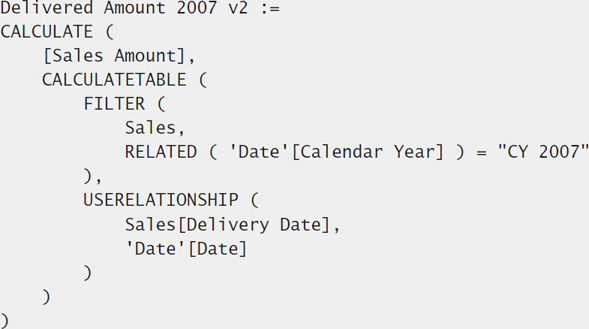 Delivered Amount 2007 v2 :=
CALCULATE (
    [Sales Amount],
    CALCULATETABLE (
        FILTER (
            Sales,
            RELATED ( 'Date'[Calendar Year] ) = "CY 2007"
        ),
        USERELATIONSHIP (
            Sales[Delivery Date],
            'Date'[Date]
        )
    )
)